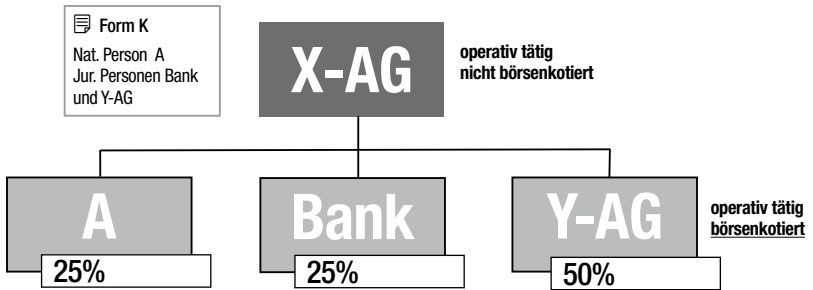 Form K
Nat. Person A
Jur. Personen Bank
und Y-AG
X-AG
operativ tätig
nicht börsenkotiert
A
25%
Bank
25%
Y-AG
50%
operativ tätig
börsenkotiert